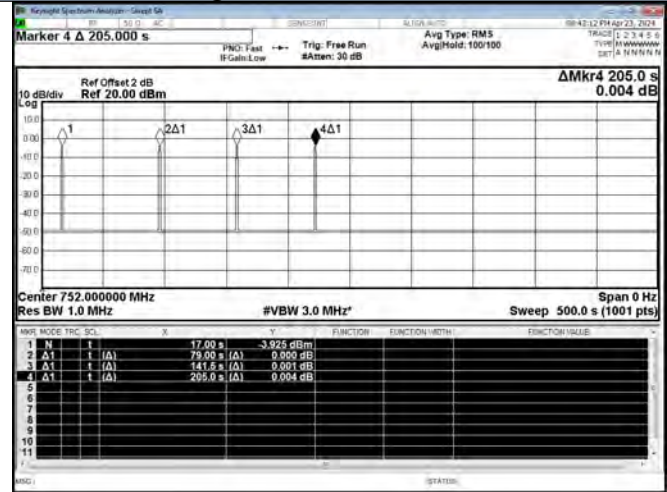 Keysight Spectrum Analyzer - Swept SA
RF 50 Ω AC SENSE:INT ALIGN AUTO 08:43:12 PM Apr 23, 2024
Marker 4 Δ 205.000 s
PNO: Fast Trig: Free Run Avg Type: RMS TRACE 1 2 3 4 5 6
IFGain:Low #Atten: 30 dB Avg|Hold: 100/100 TYPE M W W W W W
DET A N N N N N
Ref Offset 2 dB ΔMkr4 205.0 s
10 dB/div Ref 20.00 dBm 0.004 dB
Log
10.0
1 2Δ1 3Δ1 4Δ1
0.00
-10.0
-20.0
-30.0
-40.0
-50.0
-60.0
-70.0
Center 752.000000 MHz Span 0 Hz
Res BW 1.0 MHz #VBW 3.0 MHz* Sweep 500.0 s (1001 pts)
MKR MODE TRC SCL X Y FUNCTION FUNCTION WIDTH FUNCTION VALUE
1 N t 17.00 s -3.925 dBm
2 Δ1 t (Δ) 79.00 s (Δ) 0.000 dB
3 Δ1 t (Δ) 141.5 s (Δ) 0.001 dB
4 Δ1 t (Δ) 205.0 s (Δ) 0.004 dB
5
6
7
8
9
10
11
MSG STATUS